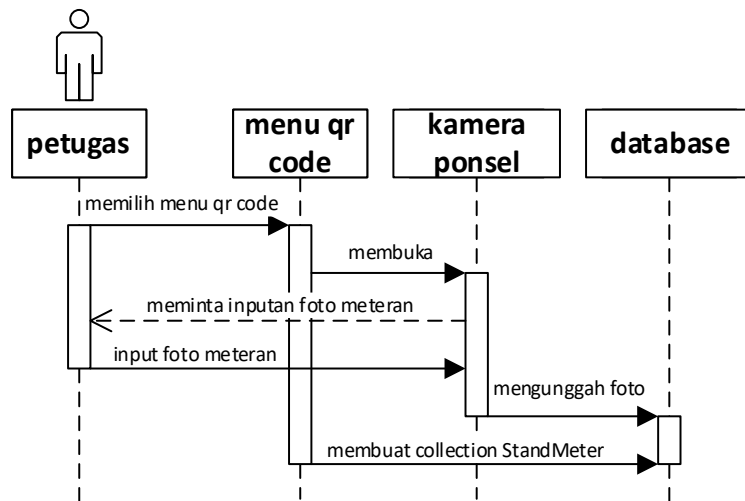 petugas
menu qr
code
kamera
ponsel
database
memilih menu qr code
membuka
meminta inputan foto meteran
input foto meteran
mengunggah foto
membuat collection StandMeter